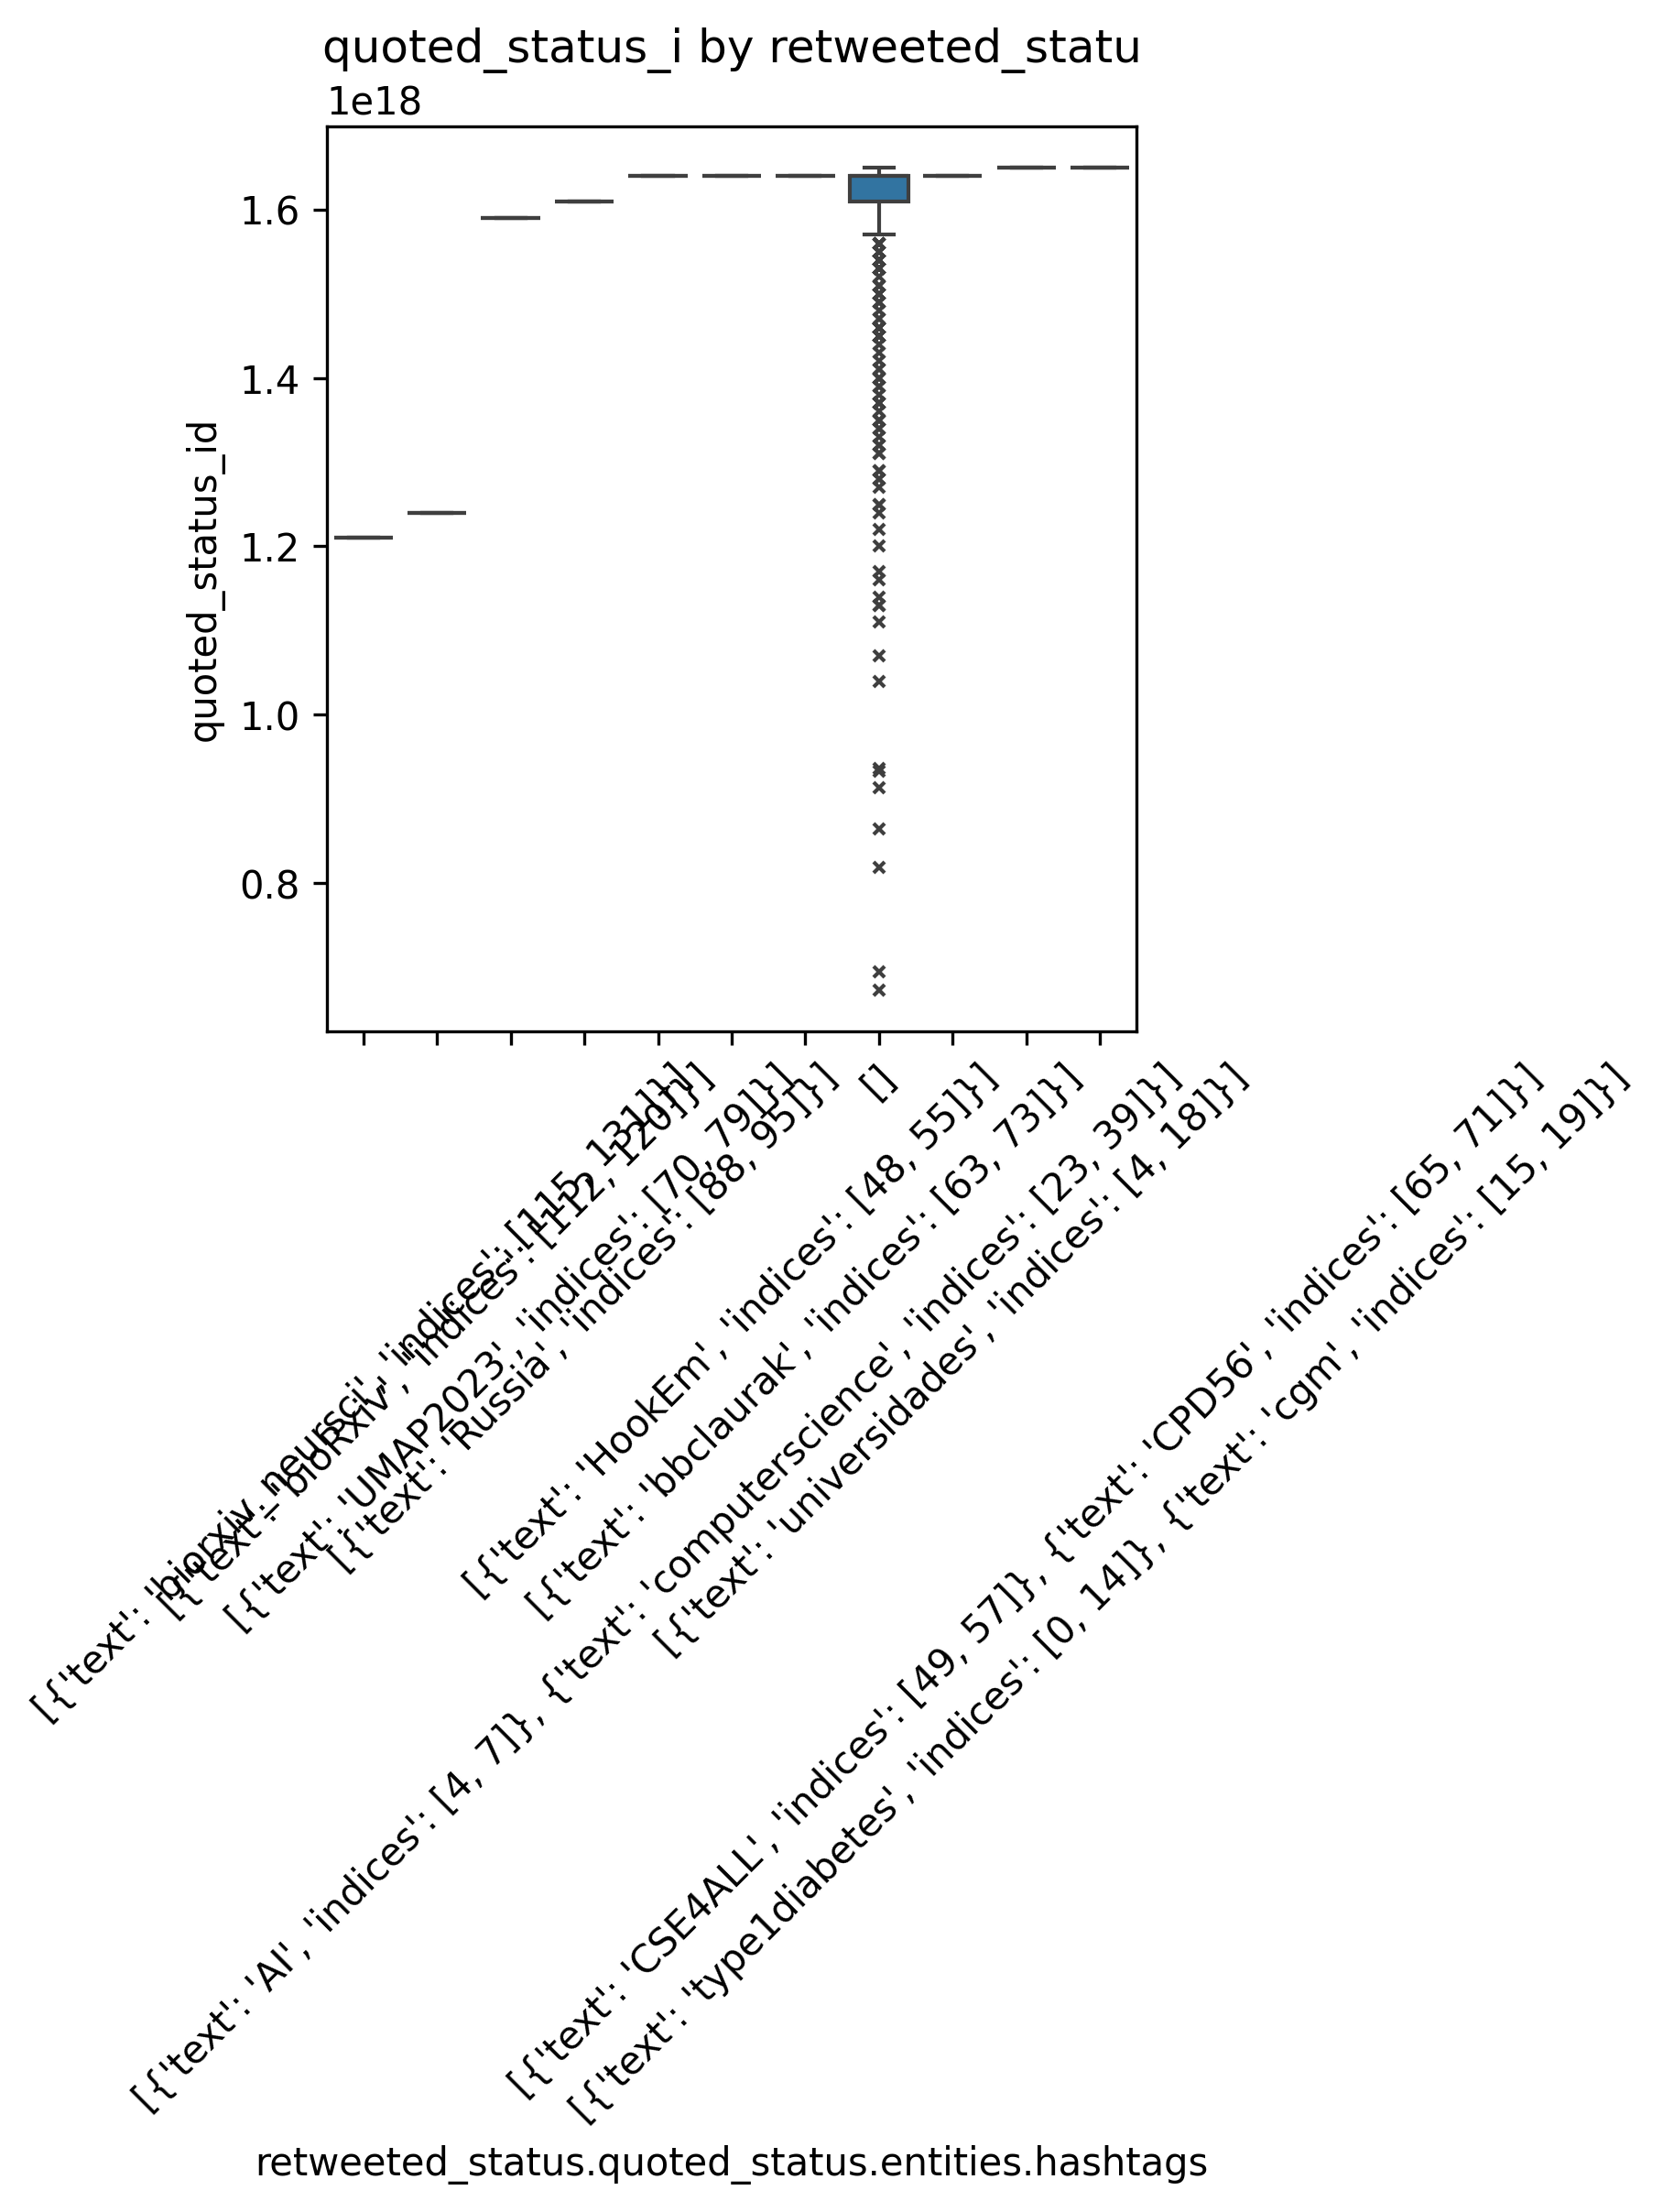 quoted_status_i by retweeted_statu
1e18
1.6
1.4
1.2
1.0
0.8
quoted_status_id
[{'text': 'biorxiv_neursci', 'indices': [115, 131]}]
[{'text': 'bioRxiv', 'indices': [112, 120]}]
[{'text': 'UMAP2023', 'indices': [70, 79]}]
[{'text': 'Russia', 'indices': [88, 95]}]
[{'text': 'AI', 'indices': [4, 7]}, {'text': 'computerscience', 'indices': [23, 39]}]
[{'text': 'HookEm', 'indices': [48, 55]}]
[{'text': 'bbclaurak', 'indices': [63, 73]}]
[]
[{'text': 'universidades', 'indices': [4, 18]}]
[{'text': 'CSE4ALL', 'indices': [49, 57]}, {'text': 'CPD56', 'indices': [65, 71]}]
[{'text': 'type1diabetes', 'indices': [0, 14]}, {'text': 'cgm', 'indices': [15, 19]}]
retweeted_status.quoted_status.entities.hashtags